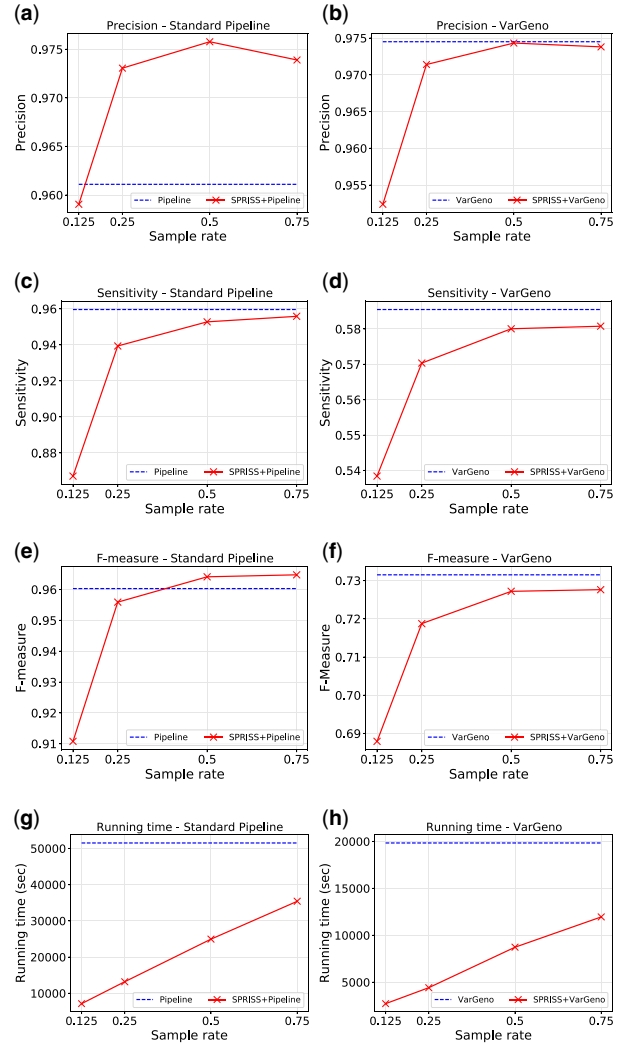 (a)
Precision - Standard Pipeline
0.975
0.970
0.965
0.960
Precision
Pipeline
SPRISS+Pipeline
0.125 0.25 0.5 0.75
Sample rate
(b)
Precision - VarGeno
0.975
0.970
0.965
0.960
0.955
Precision
VarGeno
SPRISS+VarGeno
0.125 0.25 0.5 0.75
Sample rate
(c)
Sensitivity - Standard Pipeline
0.96
0.94
0.92
0.90
0.88
Sensitivity
Pipeline
SPRISS+Pipeline
0.125 0.25 0.5 0.75
Sample rate
(d)
Sensitivity - VarGeno
0.58
0.57
0.56
0.55
0.54
Sensitivity
VarGeno
SPRISS+VarGeno
0.125 0.25 0.5 0.75
Sample rate
(e)
F-measure - Standard Pipeline
0.96
0.95
0.94
0.93
0.92
0.91
F-measure
Pipeline
SPRISS+Pipeline
0.125 0.25 0.5 0.75
Sample rate
(f)
F-measure - VarGeno
0.73
0.72
0.71
0.70
0.69
F-Measure
VarGeno
SPRISS+VarGeno
0.125 0.25 0.5 0.75
Sample rate
(g)
Running time - Standard Pipeline
50000
40000
30000
20000
10000
Running time (sec)
Pipeline
SPRISS+Pipeline
0.125 0.25 0.5 0.75
Sample rate
(h)
Running time - VarGeno
20000
15000
10000
5000
Running time (sec)
VarGeno
SPRISS+VarGeno
0.125 0.25 0.5 0.75
Sample rate